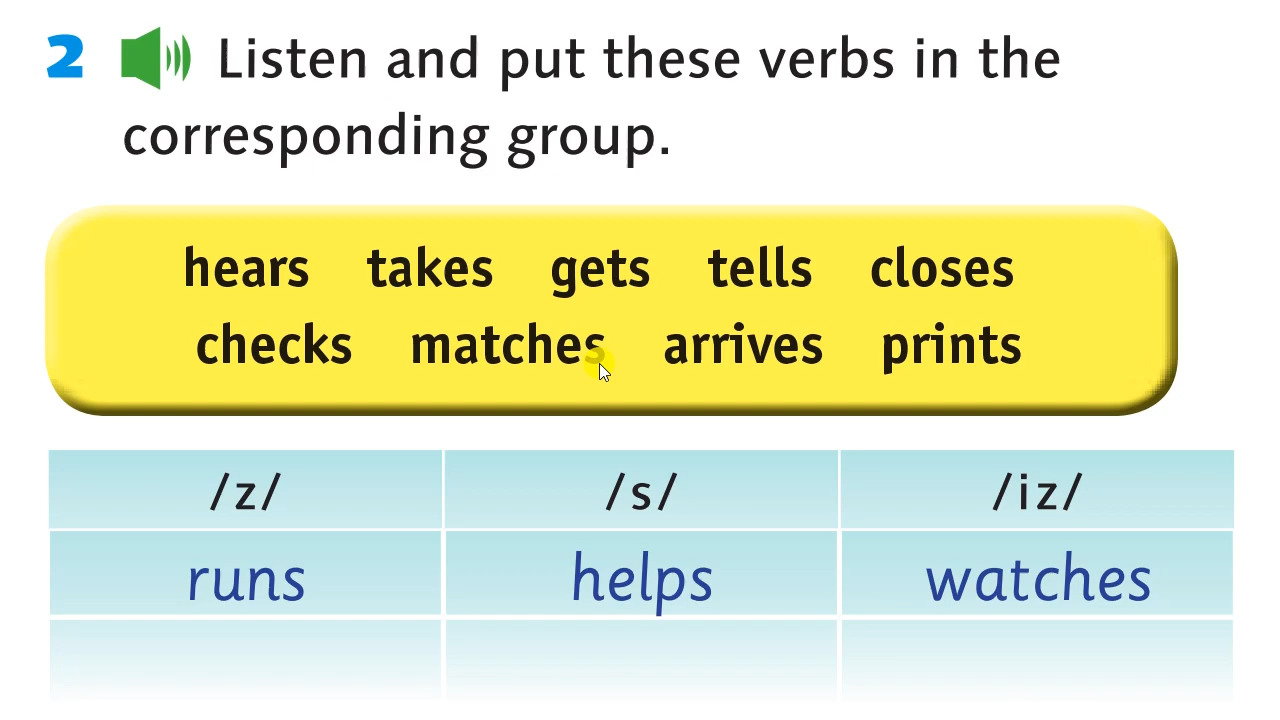 2 Listen and put these verbs in the
corresponding group.
hears takes gets tells closes
checks matches arrives prints
/z/ /s/ /iz/
runs helps watches